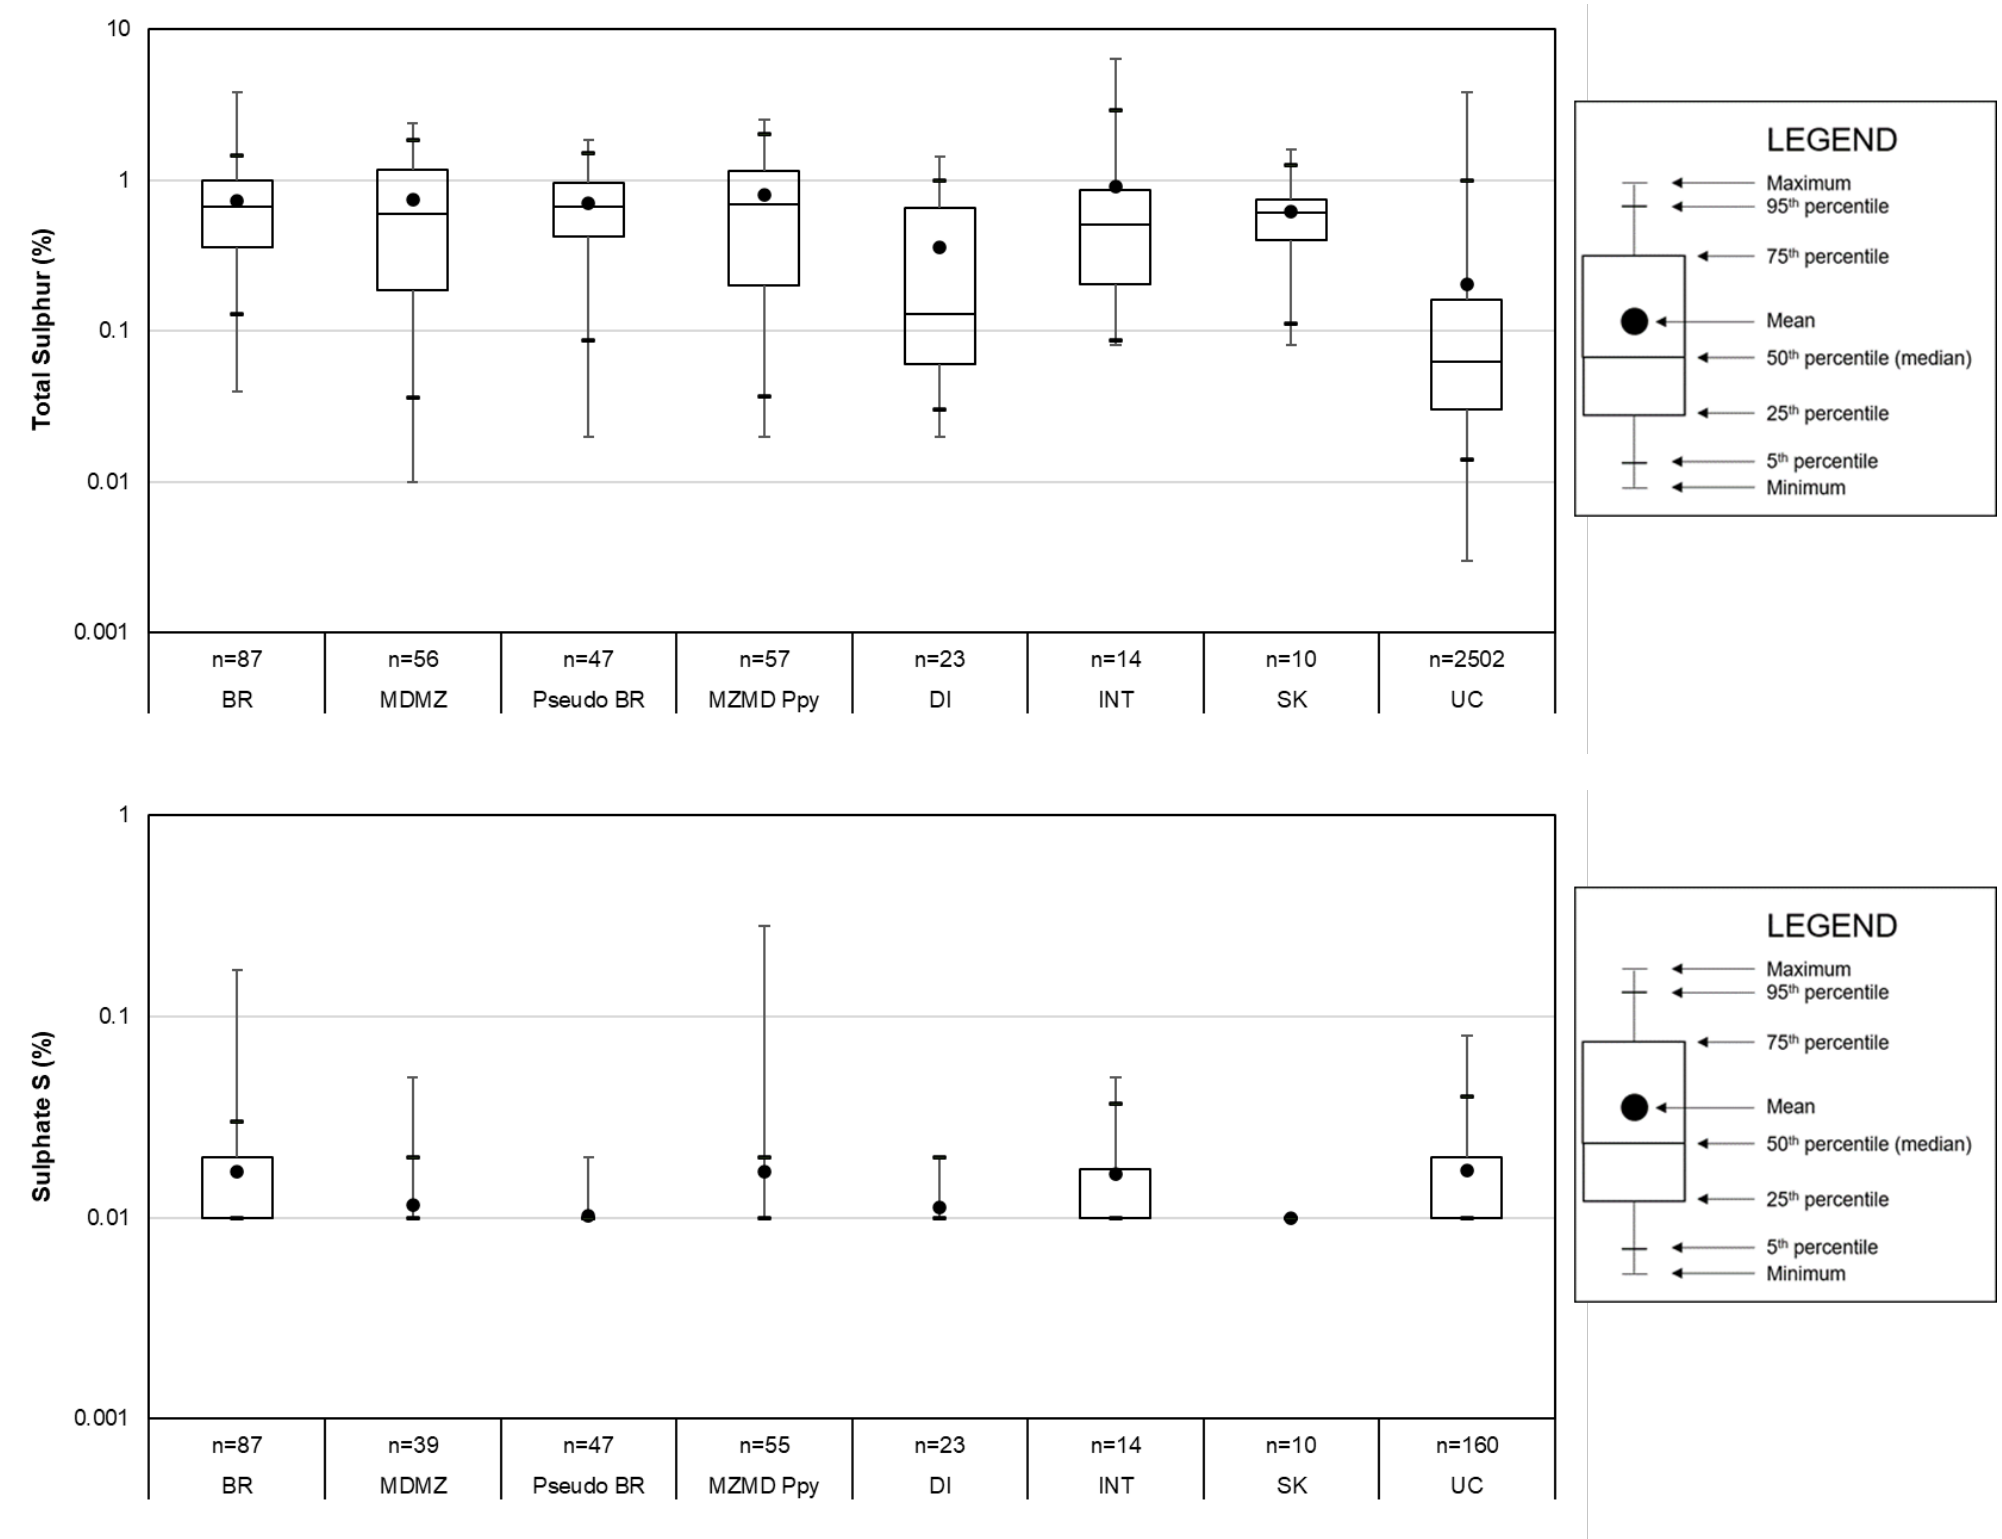 10
1
0.1
0.01
0.001
Total Sulphur (%)
n=87 n=56 n=47 n=57 n=23 n=14 n=10 n=2502
BR MDMZ Pseudo BR MZMD Ppy DI INT SK UC
LEGEND
Maximum
95th percentile
75th percentile
Mean
50th percentile (median)
25th percentile
5th percentile
Minimum
1
0.1
0.01
0.001
Sulphate S (%)
n=87 n=39 n=47 n=55 n=23 n=14 n=10 n=160
BR MDMZ Pseudo BR MZMD Ppy DI INT SK UC
LEGEND
Maximum
95th percentile
75th percentile
Mean
50th percentile (median)
25th percentile
5th percentile
Minimum